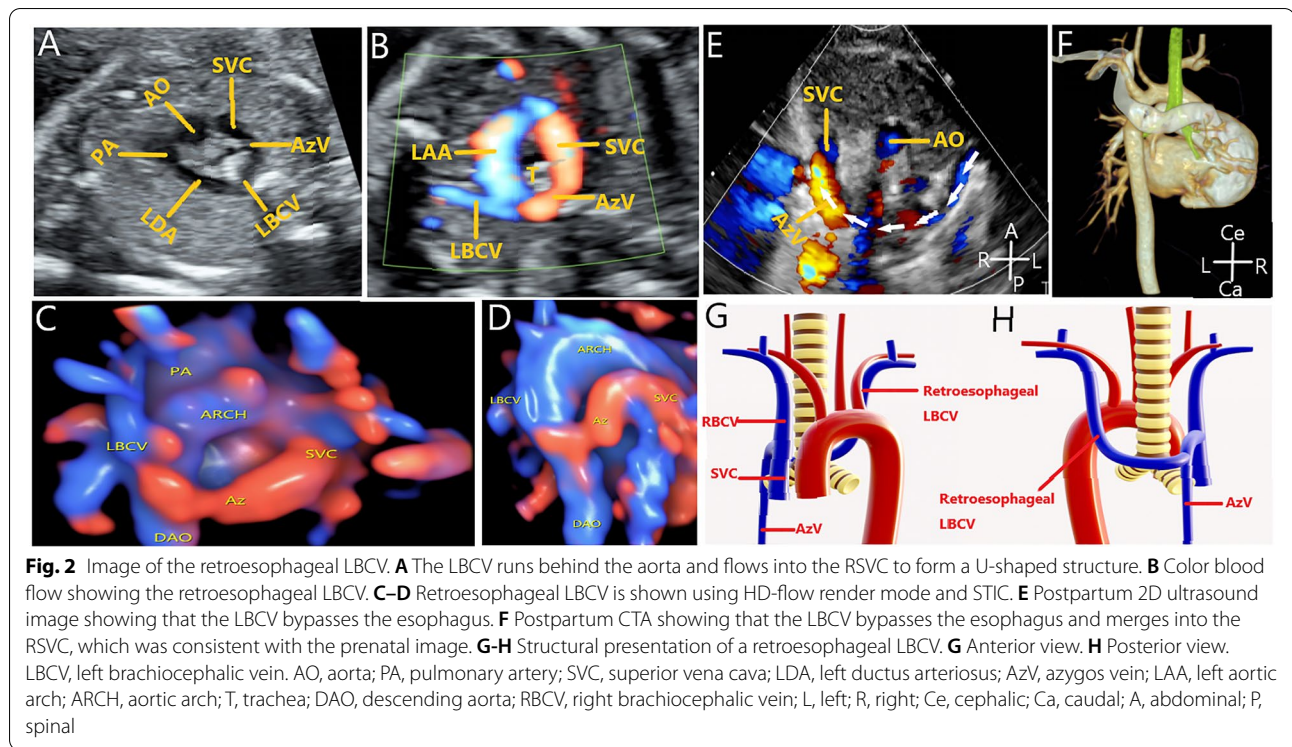 A
SVC
AO
PA
AzV
LDA
LBCV
B
LAA
SVC
T
AzV
LBCV
E
SVC
AO
AzV
A
R
L
P
F
Ce
L
R
Ca
C
PA
ARCH
LBCV
SVC
Az
DAO
D
ARCH
LBCV
SVC
Az
DAO
G
Retroesophageal
LBCV
RBCV
SVC
AzV
H
Retroesophageal
LBCV
AzV
Fig. 2 Image of the retroesophageal LBCV. A The LBCV runs behind the aorta and flows into the RSVC to form a U-shaped structure. B Color blood
flow showing the retroesophageal LBCV. C–D Retroesophageal LBCV is shown using HD-flow render mode and STIC. E Postpartum 2D ultrasound
image showing that the LBCV bypasses the esophagus. F Postpartum CTA showing that the LBCV bypasses the esophagus and merges into the
RSVC, which was consistent with the prenatal image. G-H Structural presentation of a retroesophageal LBCV. G Anterior view. H Posterior view.
LBCV, left brachiocephalic vein. AO, aorta; PA, pulmonary artery; SVC, superior vena cava; LDA, left ductus arteriosus; AzV, azygos vein; LAA, left aortic
arch; ARCH, aortic arch; T, trachea; DAO, descending aorta; RBCV, right brachiocephalic vein; L, left; R, right; Ce, cephalic; Ca, caudal; A, abdominal; P,
spinal